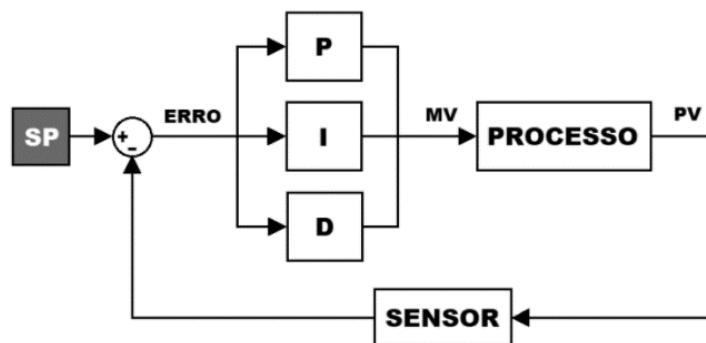 P
ERRO
MV
PV
SP
+
-
I
PROCESSO
D
SENSOR